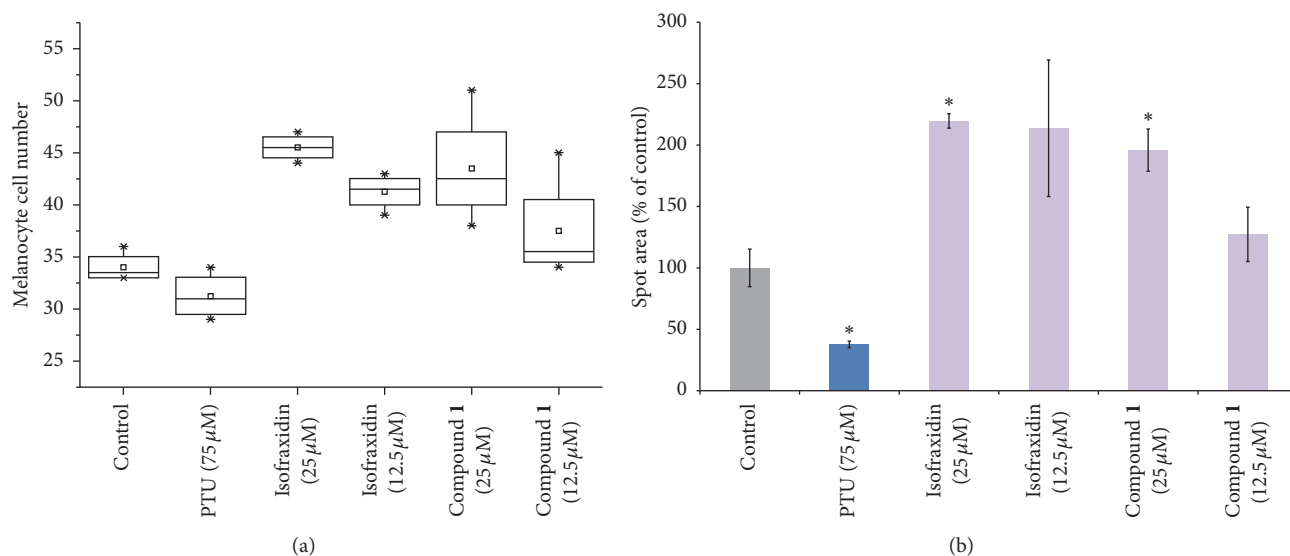 55
50
45
40
35
30
25
Melanocyte cell number
Control
PTU (75 μM)
Isofraxidin
(25 μM)
Isofraxidin
(12.5 μM)
Compound 1
(25 μM)
Compound 1
(12.5 μM)
(a)
300
250
200
150
100
50
0
Spot area (% of control)
*
*
*
Control
PTU (75 μM)
Isofraxidin
(25 μM)
Isofraxidin
(12.5 μM)
Compound 1
(25 μM)
Compound 1
(12.5 μM)
(b)